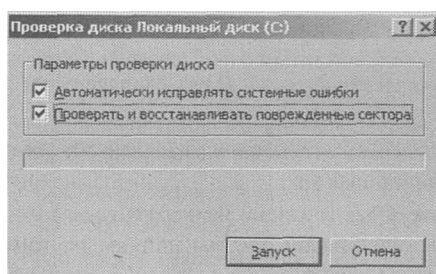 Проверка диска Локальный диск (C:)
Параметры проверки диска
Автоматически исправлять системные ошибки
Проверять и восстанавливать поврежденные сектора
Запуск Отмена